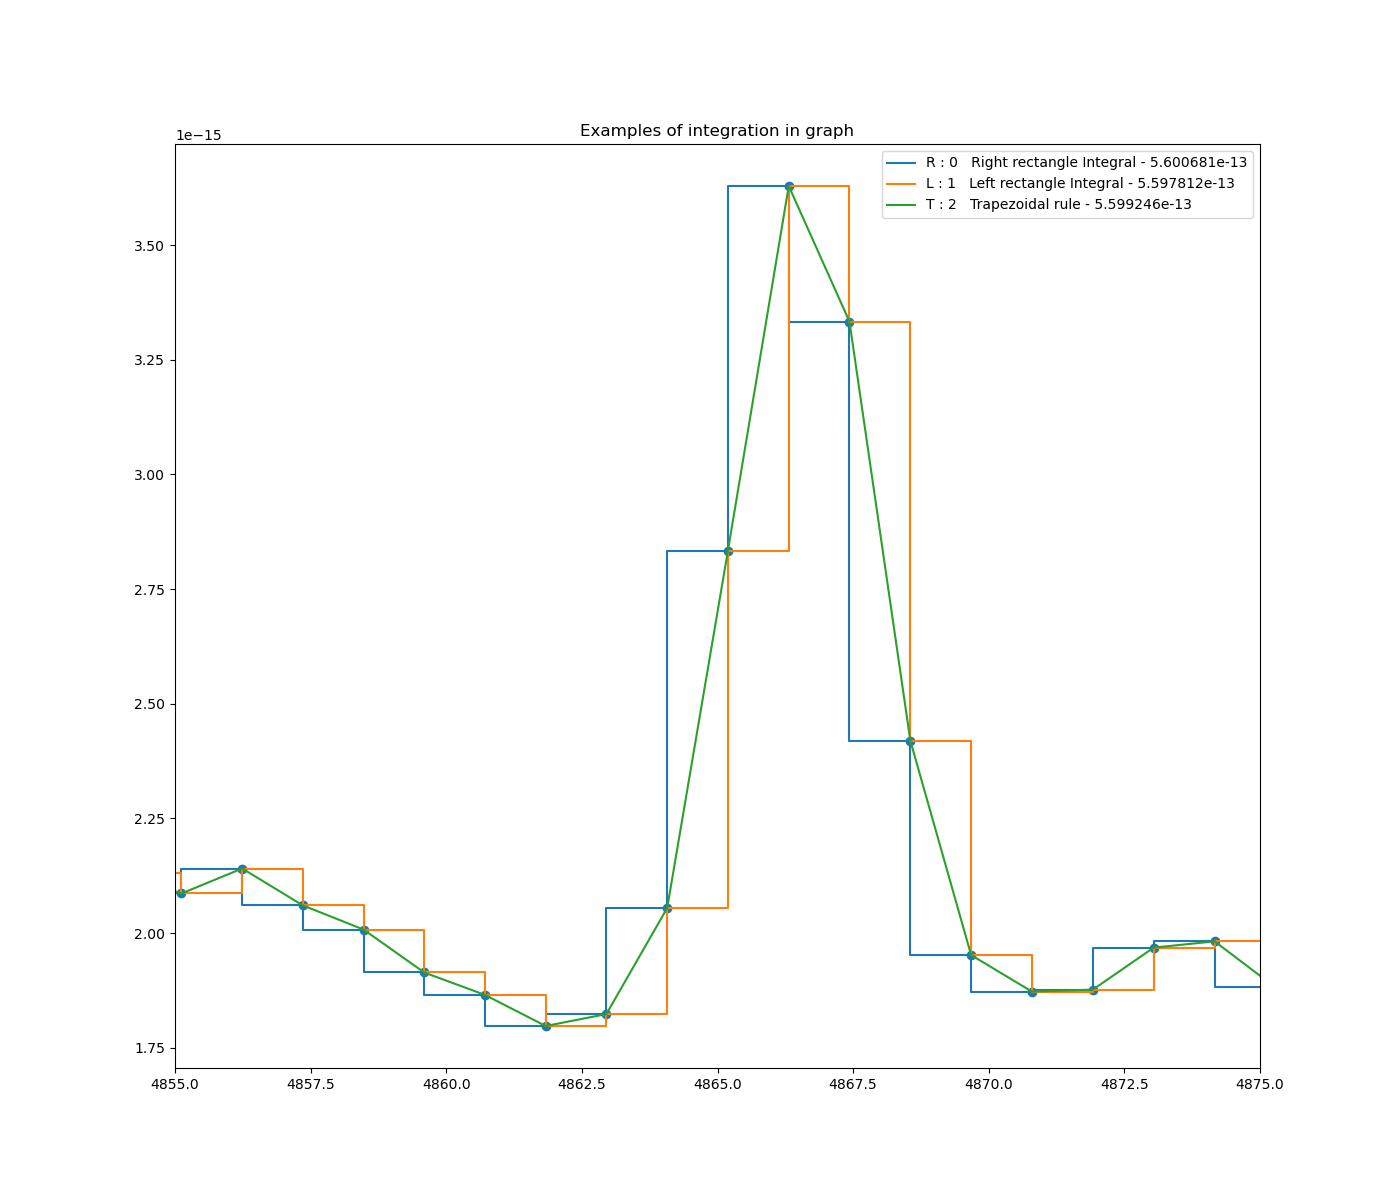 Examples of integration in graph
1e−15
R : 0   Right rectangle Integral - 5.600681e-13
L : 1   Left rectangle Integral - 5.597812e-13
T : 2   Trapezoidal rule - 5.599246e-13
3.50
3.25
3.00
2.75
2.50
2.25
2.00
1.75
4855.0 4857.5 4860.0 4862.5 4865.0 4867.5 4870.0 4872.5 4875.0